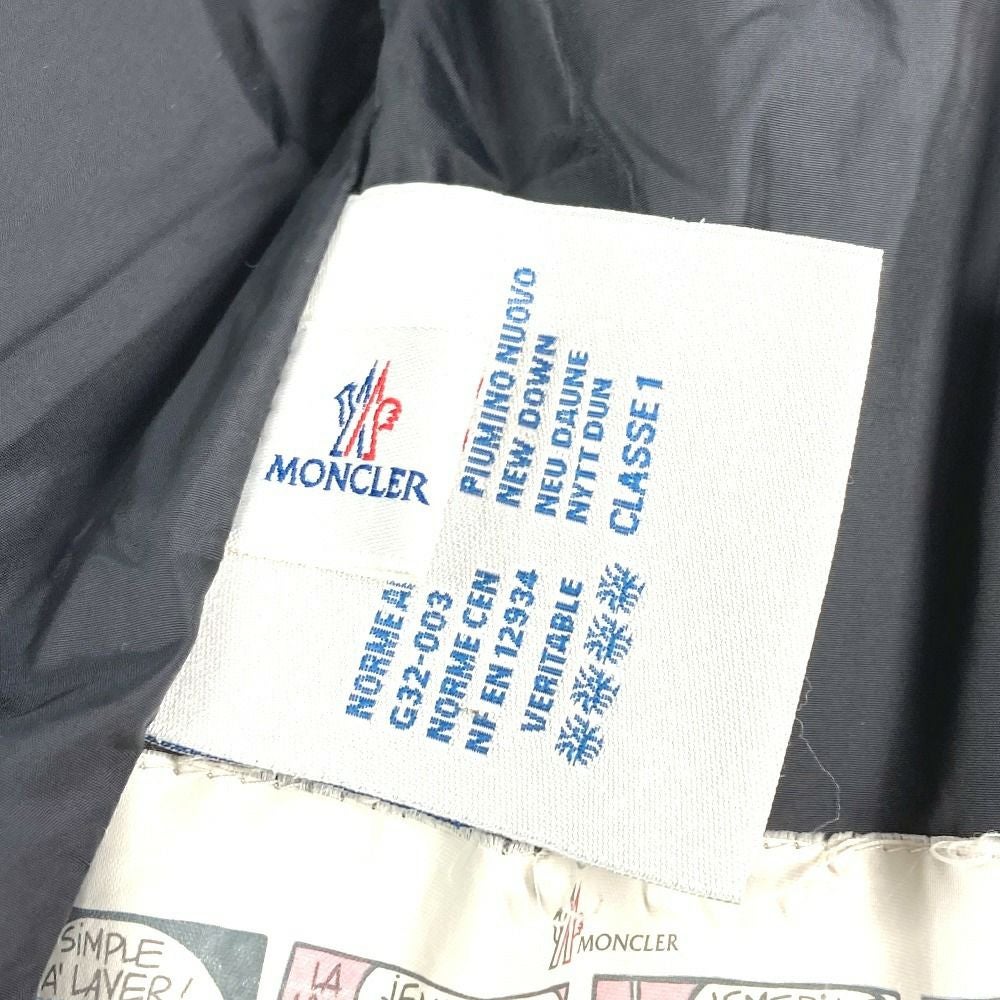 MONCLER
PIUMINO NUOVO
NEW DOWN
NEU DAUNE
NYTT DUN
CLASSE 1
NORME A
G32-003
NORME CEN
NF EN 12934
VERITABLE
MONCLER
SiMPLE
A' LAVER!
LA